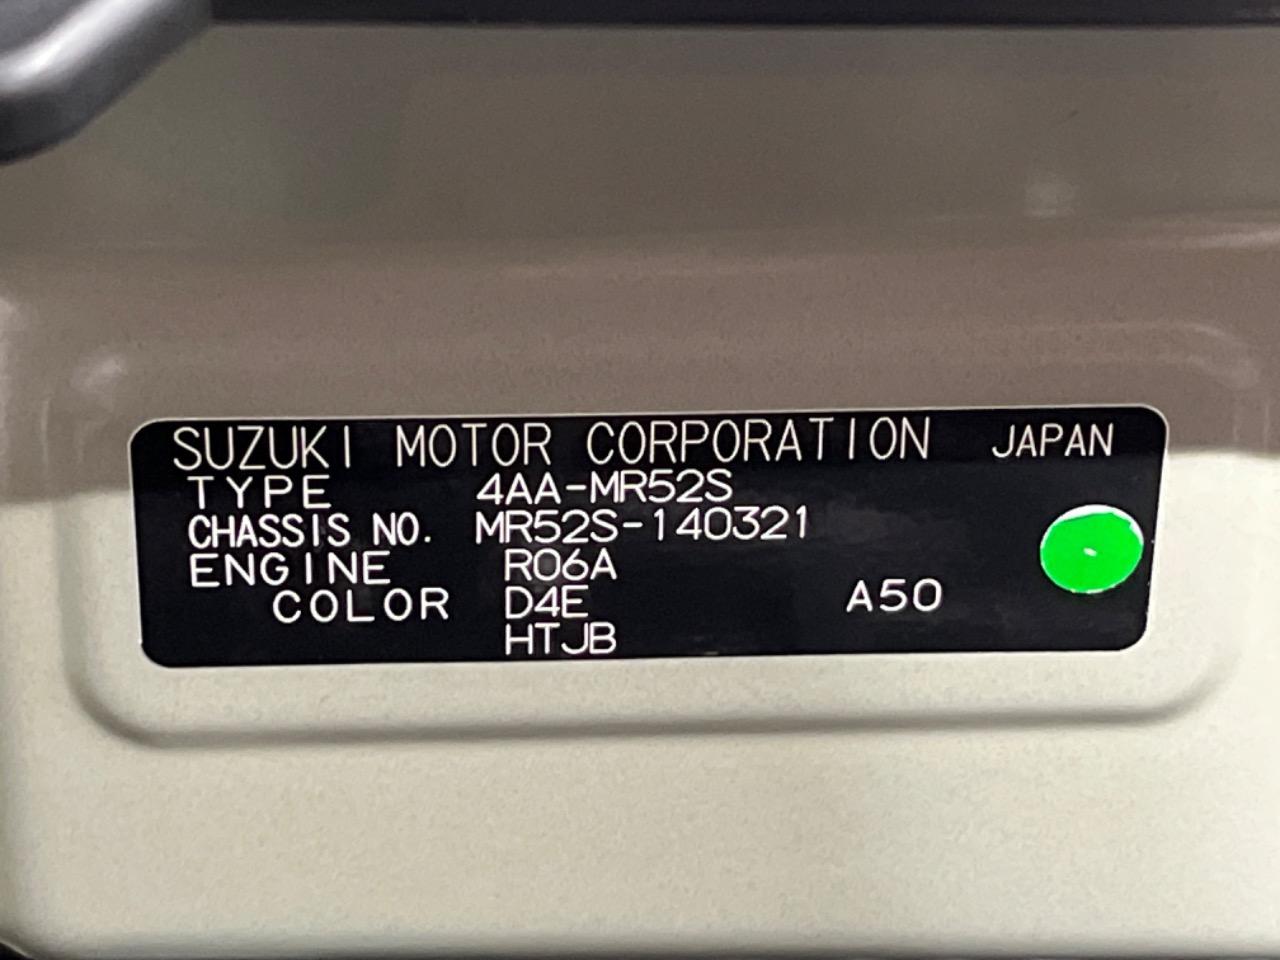 SUZUKI MOTOR CORPORATION JAPAN
TYPE 4AA-MR52S
CHASSIS NO. MR52S-140321
ENGINE R06A
COLOR D4E A50
HTJB